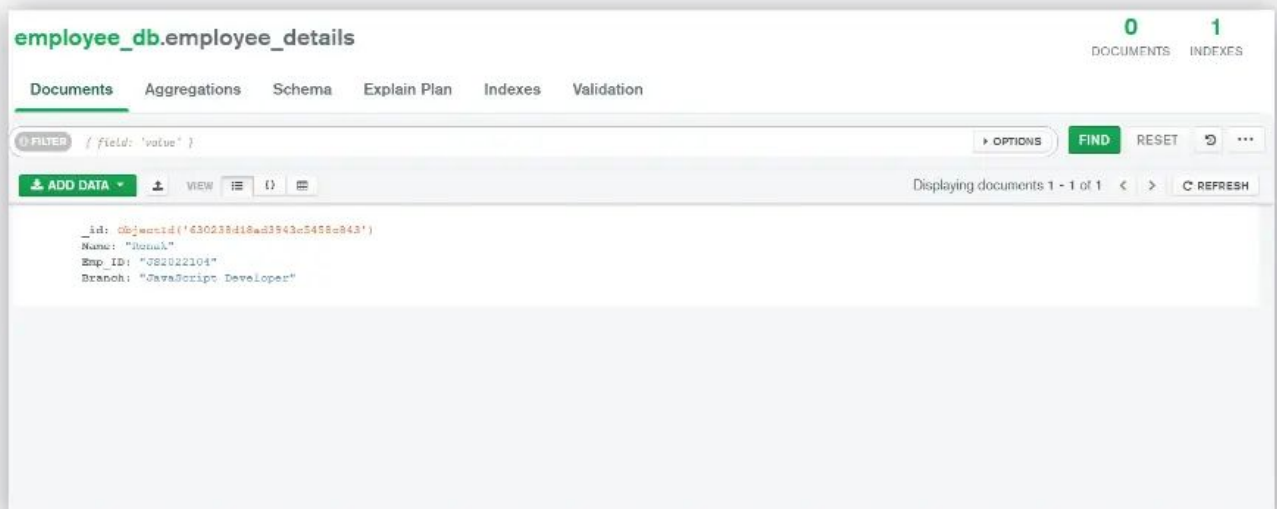 employee_db.employee_details
0 DOCUMENTS
1 INDEXES
Documents Aggregations Schema Explain Plan Indexes Validation
FILTER { field: 'value' } OPTIONS FIND RESET
ADD DATA VIEW {} Displaying documents 1 - 1 of 1 < > REFRESH
_id: ObjectId('630238d18ad3943c5458c843')
Name: "Ronak"
Emp_ID: "JS2022104"
Branch: "JavaScript Developer"